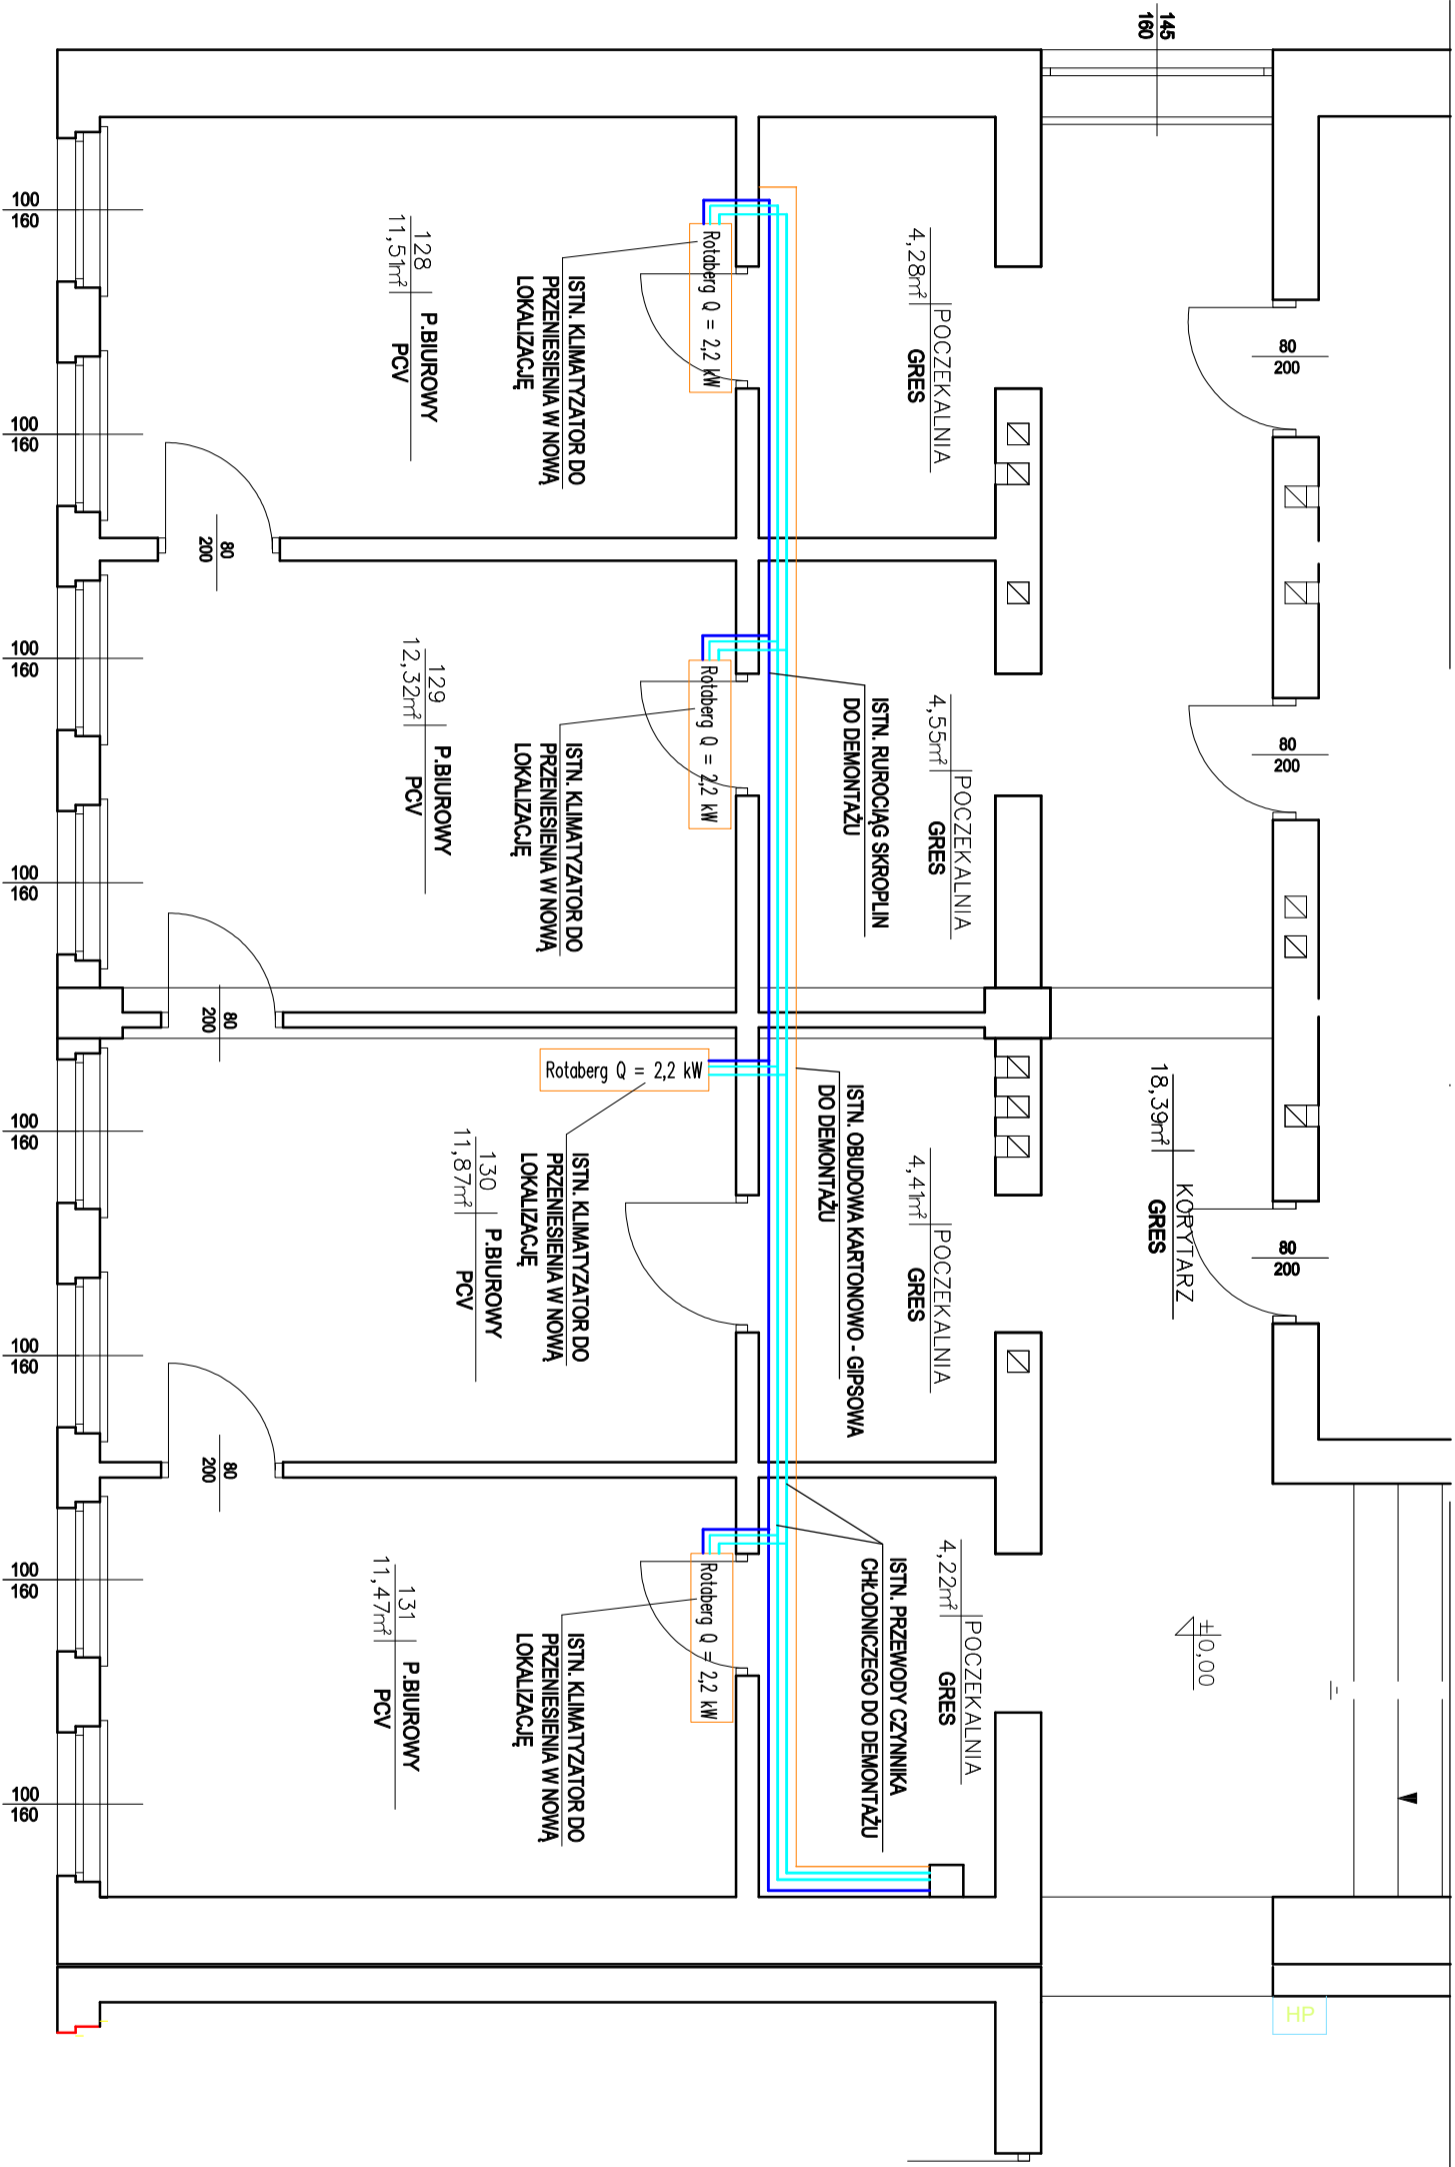 145
160
80
200
80
200
80
200
18,39m²
KORYTARZ
GRES
±0,00
HP
4,28m²
POCZEKALNIA
GRES
4,55m²
POCZEKALNIA
GRES
4,41m²
POCZEKALNIA
GRES
4,22m²
POCZEKALNIA
GRES
ISTN. RUROCIĄG SKROPLIN
DO DEMONTAŻU
ISTN. OBUDOWA KARTONOWO - GIPSOWA
DO DEMONTAŻU
ISTN. PRZEWODY CZYNNIKA
CHŁODNICZEGO DO DEMONTAŻU
Rotaberg Q = 2,2 kW
Rotaberg Q = 2,2 kW
Rotaberg Q = 2,2 kW
Rotaberg Q = 2,2 kW
ISTN. KLIMATYZATOR DO
PRZENIESIENIA W NOWĄ
LOKALIZACJĘ
ISTN. KLIMATYZATOR DO
PRZENIESIENIA W NOWĄ
LOKALIZACJĘ
ISTN. KLIMATYZATOR DO
PRZENIESIENIA W NOWĄ
LOKALIZACJĘ
ISTN. KLIMATYZATOR DO
PRZENIESIENIA W NOWĄ
LOKALIZACJĘ
128
11,51m²
P.BIUROWY
PCV
129
12,32m²
P.BIUROWY
PCV
130
11,87m²
P.BIUROWY
PCV
131
11,47m²
P.BIUROWY
PCV
80
200
80
200
80
200
100
160
100
160
100
160
100
160
100
160
100
160
100
160
100
160